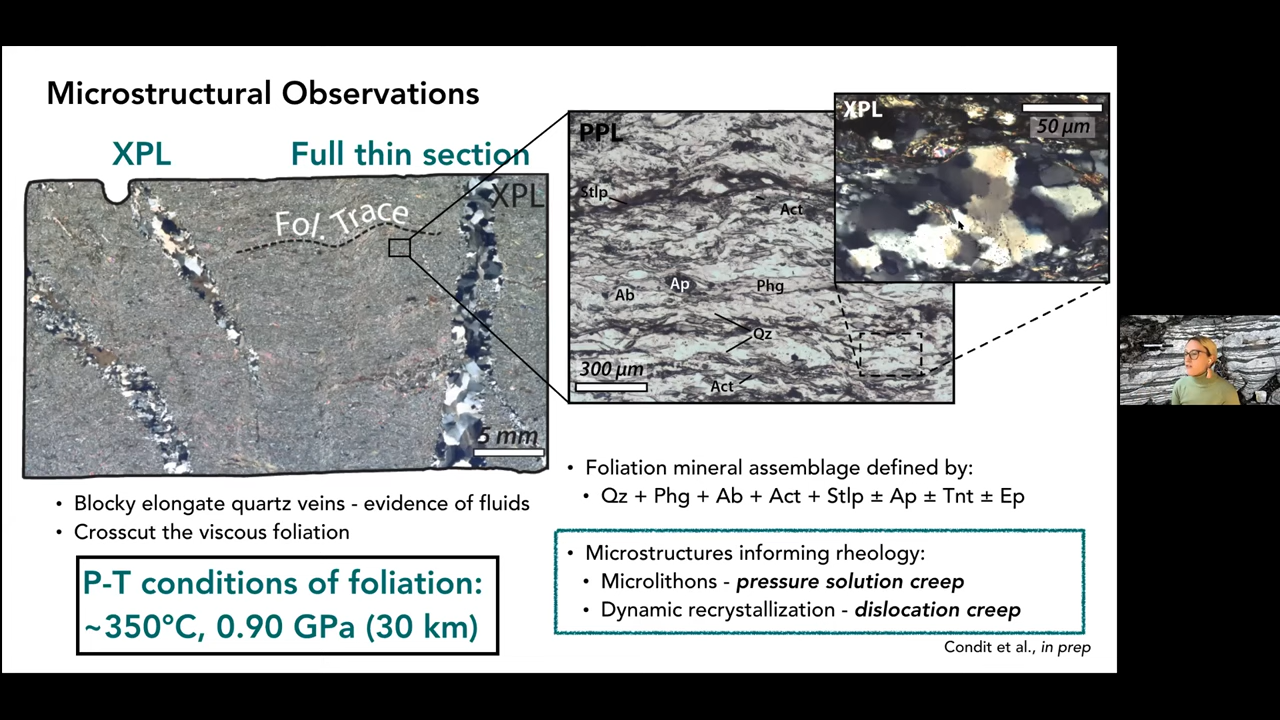 Microstructural Observations
XPL
Full thin section
XPL
Fol. Trace
5 mm
PPL
Stlp
Act
Ab
Ap
Phg
Qz
300 µm
Act
XPL
50 µm
• Blocky elongate quartz veins - evidence of fluids
• Crosscut the viscous foliation
P-T conditions of foliation:
~350°C, 0.90 GPa (30 km)
• Foliation mineral assemblage defined by:
• Qz + Phg + Ab + Act + Stlp ± Ap ± Tnt ± Ep
• Microstructures informing rheology:
• Microlithons - pressure solution creep
• Dynamic recrystallization - dislocation creep
Condit et al., in prep